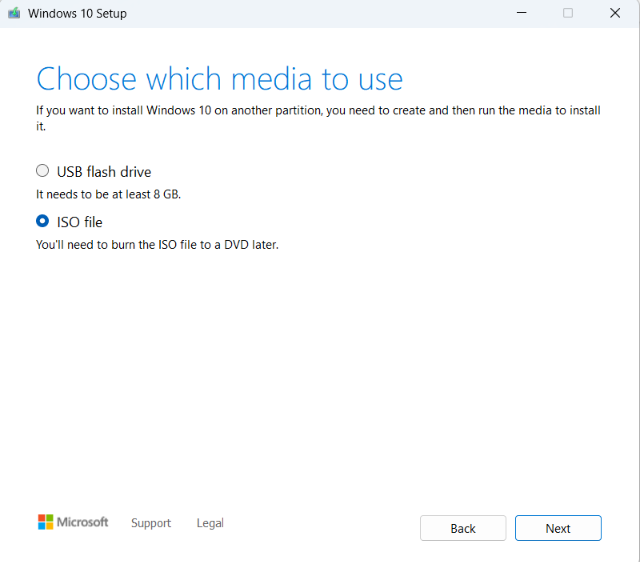 Windows 10 Setup
Choose which media to use
If you want to install Windows 10 on another partition, you need to create and then run the media to install
it.
USB flash drive
It needs to be at least 8 GB.
ISO file
You'll need to burn the ISO file to a DVD later.
Microsoft Support Legal Back Next